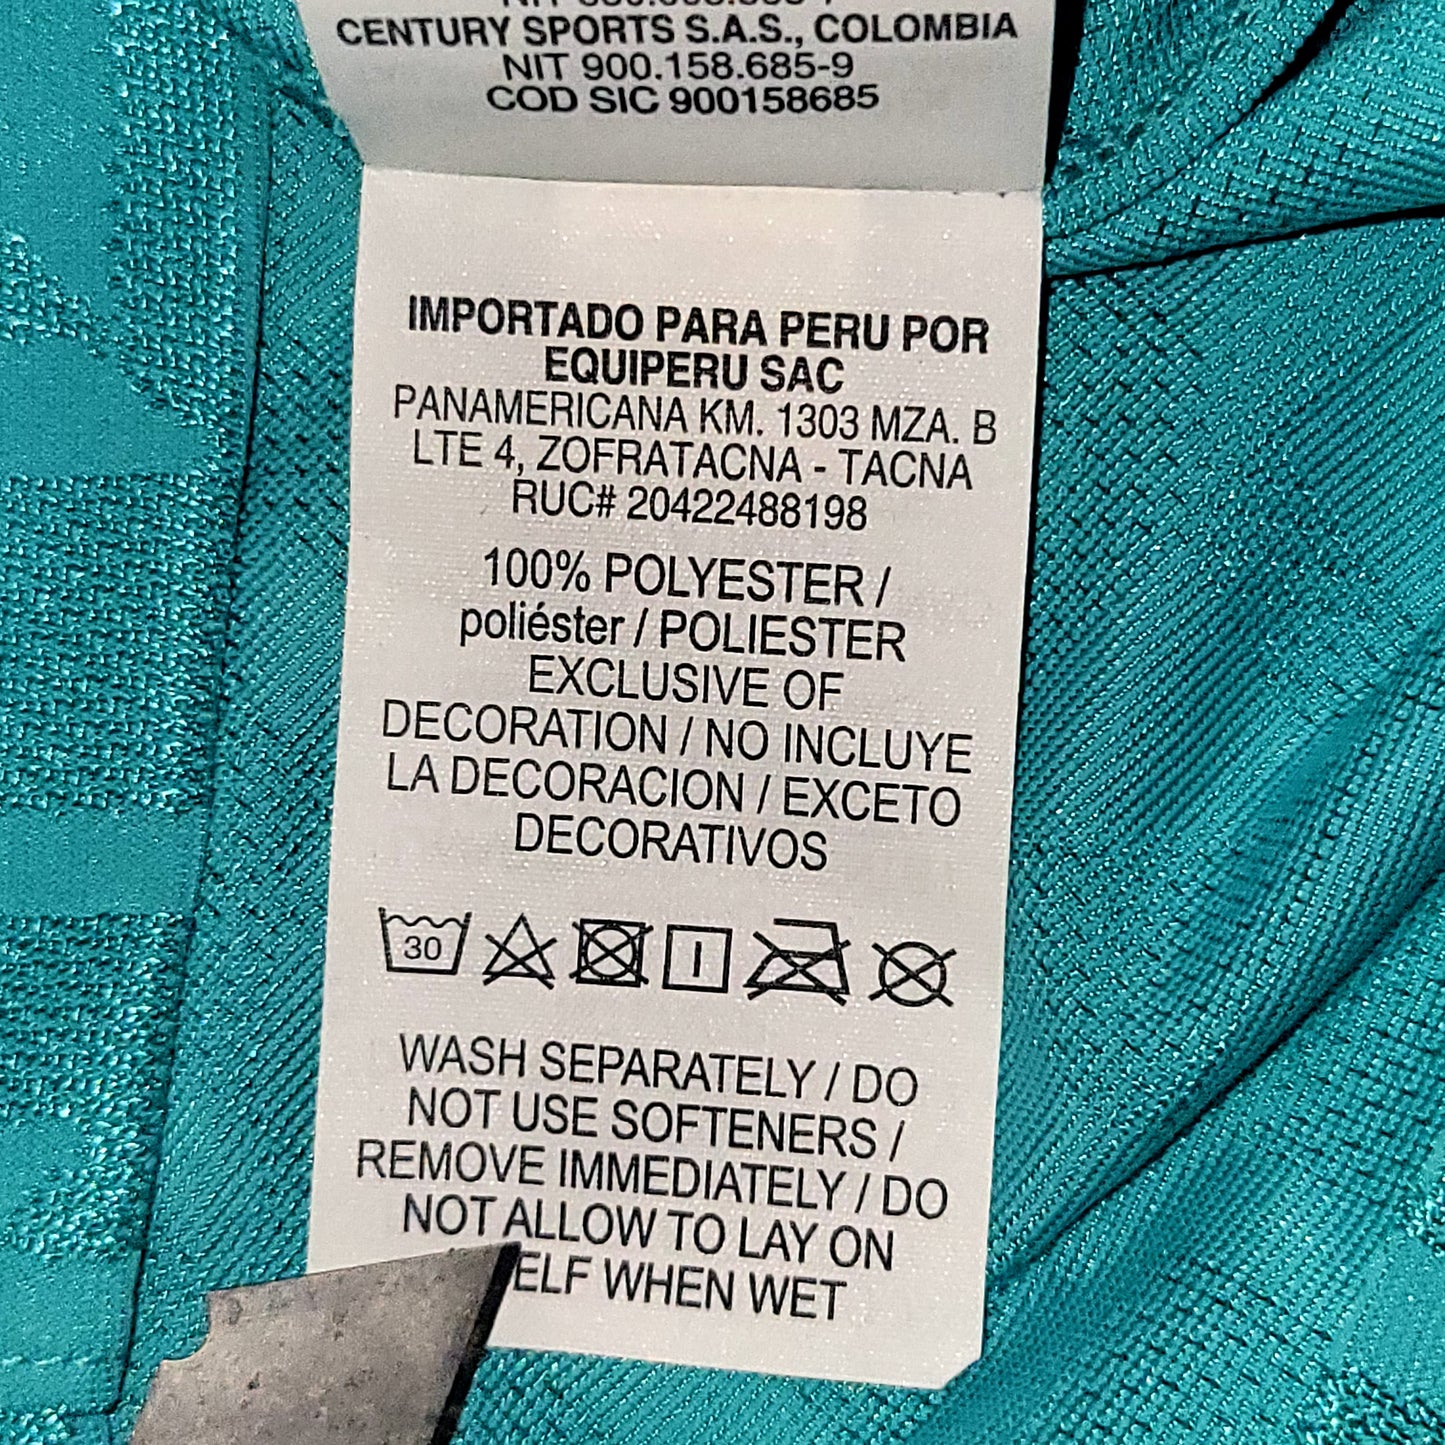 CENTURY SPORTS S.A.S., COLOMBIA
NIT 900.158.685-9
COD SIC 900158685
IMPORTADO PARA PERU POR
EQUIPERU SAC
PANAMERICANA KM. 1303 MZA. B
LTE 4, ZOFRATACNA - TACNA
RUC# 20422488198
100% POLYESTER /
poliéster / POLIESTER
EXCLUSIVE OF
DECORATION / NO INCLUYE
LA DECORACION / EXCETO
DECORATIVOS
30
WASH SEPARATELY / DO
NOT USE SOFTENERS /
REMOVE IMMEDIATELY / DO
NOT ALLOW TO LAY ON
ELF WHEN WET